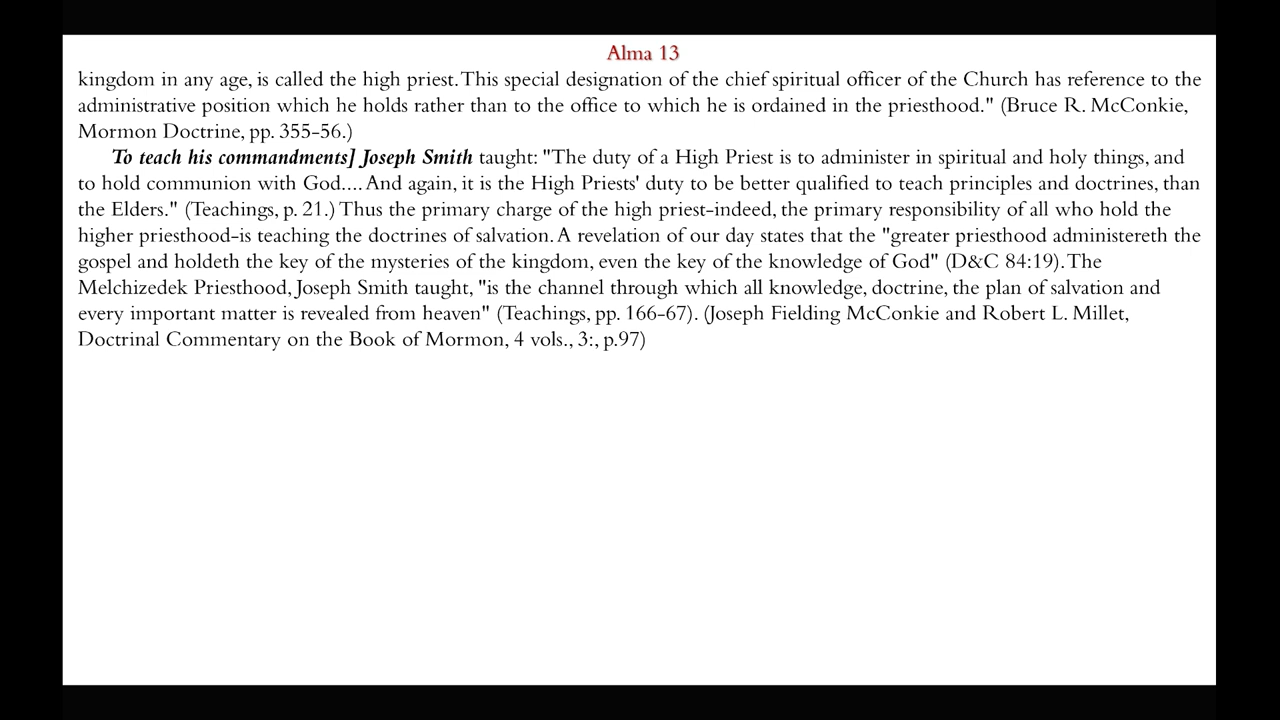 Alma 13
kingdom in any age, is called the high priest. This special designation of the chief spiritual officer of the Church has reference to the
administrative position which he holds rather than to the office to which he is ordained in the priesthood." (Bruce R. McConkie,
Mormon Doctrine, pp. 355-56.)
To teach his commandments] Joseph Smith taught: "The duty of a High Priest is to administer in spiritual and holy things, and
to hold communion with God.... And again, it is the High Priests' duty to be better qualified to teach principles and doctrines, than
the Elders." (Teachings, p. 21.) Thus the primary charge of the high priest-indeed, the primary responsibility of all who hold the
higher priesthood-is teaching the doctrines of salvation. A revelation of our day states that the "greater priesthood administereth the
gospel and holdeth the key of the mysteries of the kingdom, even the key of the knowledge of God" (D&C 84:19). The
Melchizedek Priesthood, Joseph Smith taught, "is the channel through which all knowledge, doctrine, the plan of salvation and
every important matter is revealed from heaven" (Teachings, pp. 166-67). (Joseph Fielding McConkie and Robert L. Millet,
Doctrinal Commentary on the Book of Mormon, 4 vols., 3:, p.97)